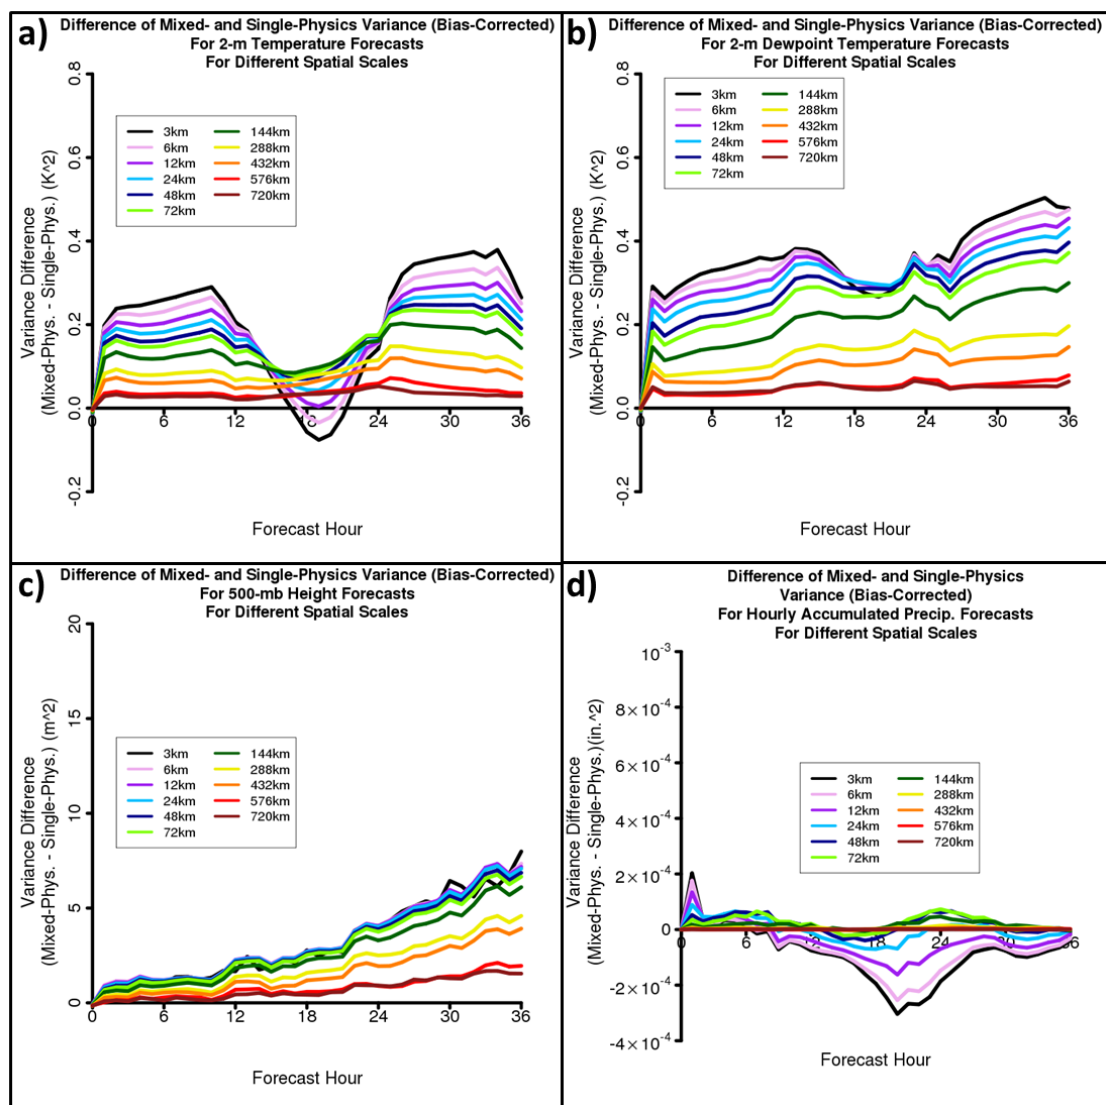 a)
Difference of Mixed- and Single-Physics Variance (Bias-Corrected)
For 2-m Temperature Forecasts
For Different Spatial Scales
Variance Difference
(Mixed-Phys. - Single-Phys.) (K^2)
0.8
0.6
0.4
0.2
0.0
-0.2
3km
6km
12km
24km
48km
72km
144km
288km
432km
576km
720km
0
6
12
18
24
30
36
Forecast Hour
b)
Difference of Mixed- and Single-Physics Variance (Bias-Corrected)
For 2-m Dewpoint Temperature Forecasts
For Different Spatial Scales
Variance Difference
(Mixed-Phys. - Single-Phys.) (K^2)
0.8
0.6
0.4
0.2
0.0
-0.2
3km
6km
12km
24km
48km
72km
144km
288km
432km
576km
720km
0
6
12
18
24
30
36
Forecast Hour
c)
Difference of Mixed- and Single-Physics Variance (Bias-Corrected)
For 500-mb Height Forecasts
For Different Spatial Scales
Variance Difference
(Mixed-Phys. - Single-Phys.) (m^2)
20
15
10
5
0
3km
6km
12km
24km
48km
72km
144km
288km
432km
576km
720km
0
6
12
18
24
30
36
Forecast Hour
d)
Difference of Mixed- and Single-Physics
Variance (Bias-Corrected)
For Hourly Accumulated Precip. Forecasts
For Different Spatial Scales
Variance Difference
(Mixed-Phys. - Single-Phys.)(in.^2)
10⁻³
8×10⁻⁴
6×10⁻⁴
4×10⁻⁴
2×10⁻⁴
0
-2×10⁻⁴
-4×10⁻⁴
3km
6km
12km
24km
48km
72km
144km
288km
432km
576km
720km
0
6
12
18
24
30
36
Forecast Hour